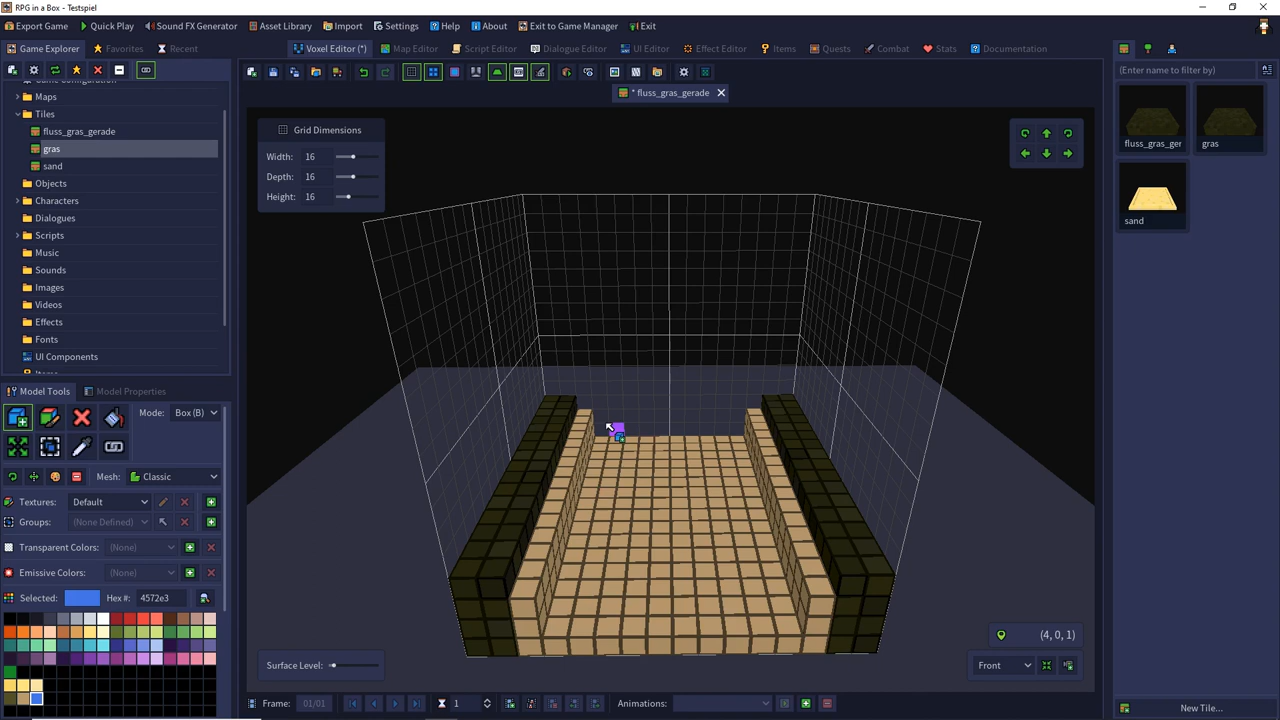 RPG in a Box - Testspiel
Export Game Quick Play Sound FX Generator Asset Library Import Settings Help About Exit to Game Manager Exit
Game Explorer Favorites Recent
Voxel Editor (*) Map Editor Script Editor Dialogue Editor UI Editor Effect Editor Items Quests Combat Stats Documentation
(Enter name to filter by)
* fluss_gras_gerade
Maps
Tiles
fluss_gras_gerade
gras
sand
Objects
Characters
Dialogues
Scripts
Music
Sounds
Images
Videos
Effects
Fonts
UI Components
Grid Dimensions
Width: 16
Depth: 16
Height: 16
fluss_gras_ger
gras
sand
Model Tools Model Properties
Mode: Box (B)
Mesh: Classic
Textures: Default
Groups: (None Defined)
Transparent Colors: (None)
Emissive Colors: (None)
Selected: Hex #: 4572e3
Surface Level:
(4, 0, 1)
Front
Frame: 01/01 1 Animations:
New Tile...